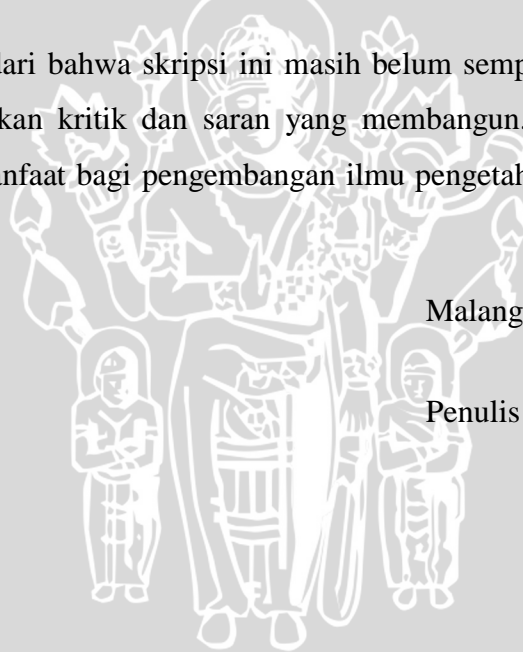 dari bahwa skripsi ini masih belum semp
kan kritik dan saran yang membangun.
anfaat bagi pengembangan ilmu pengetah
Malang
Penulis